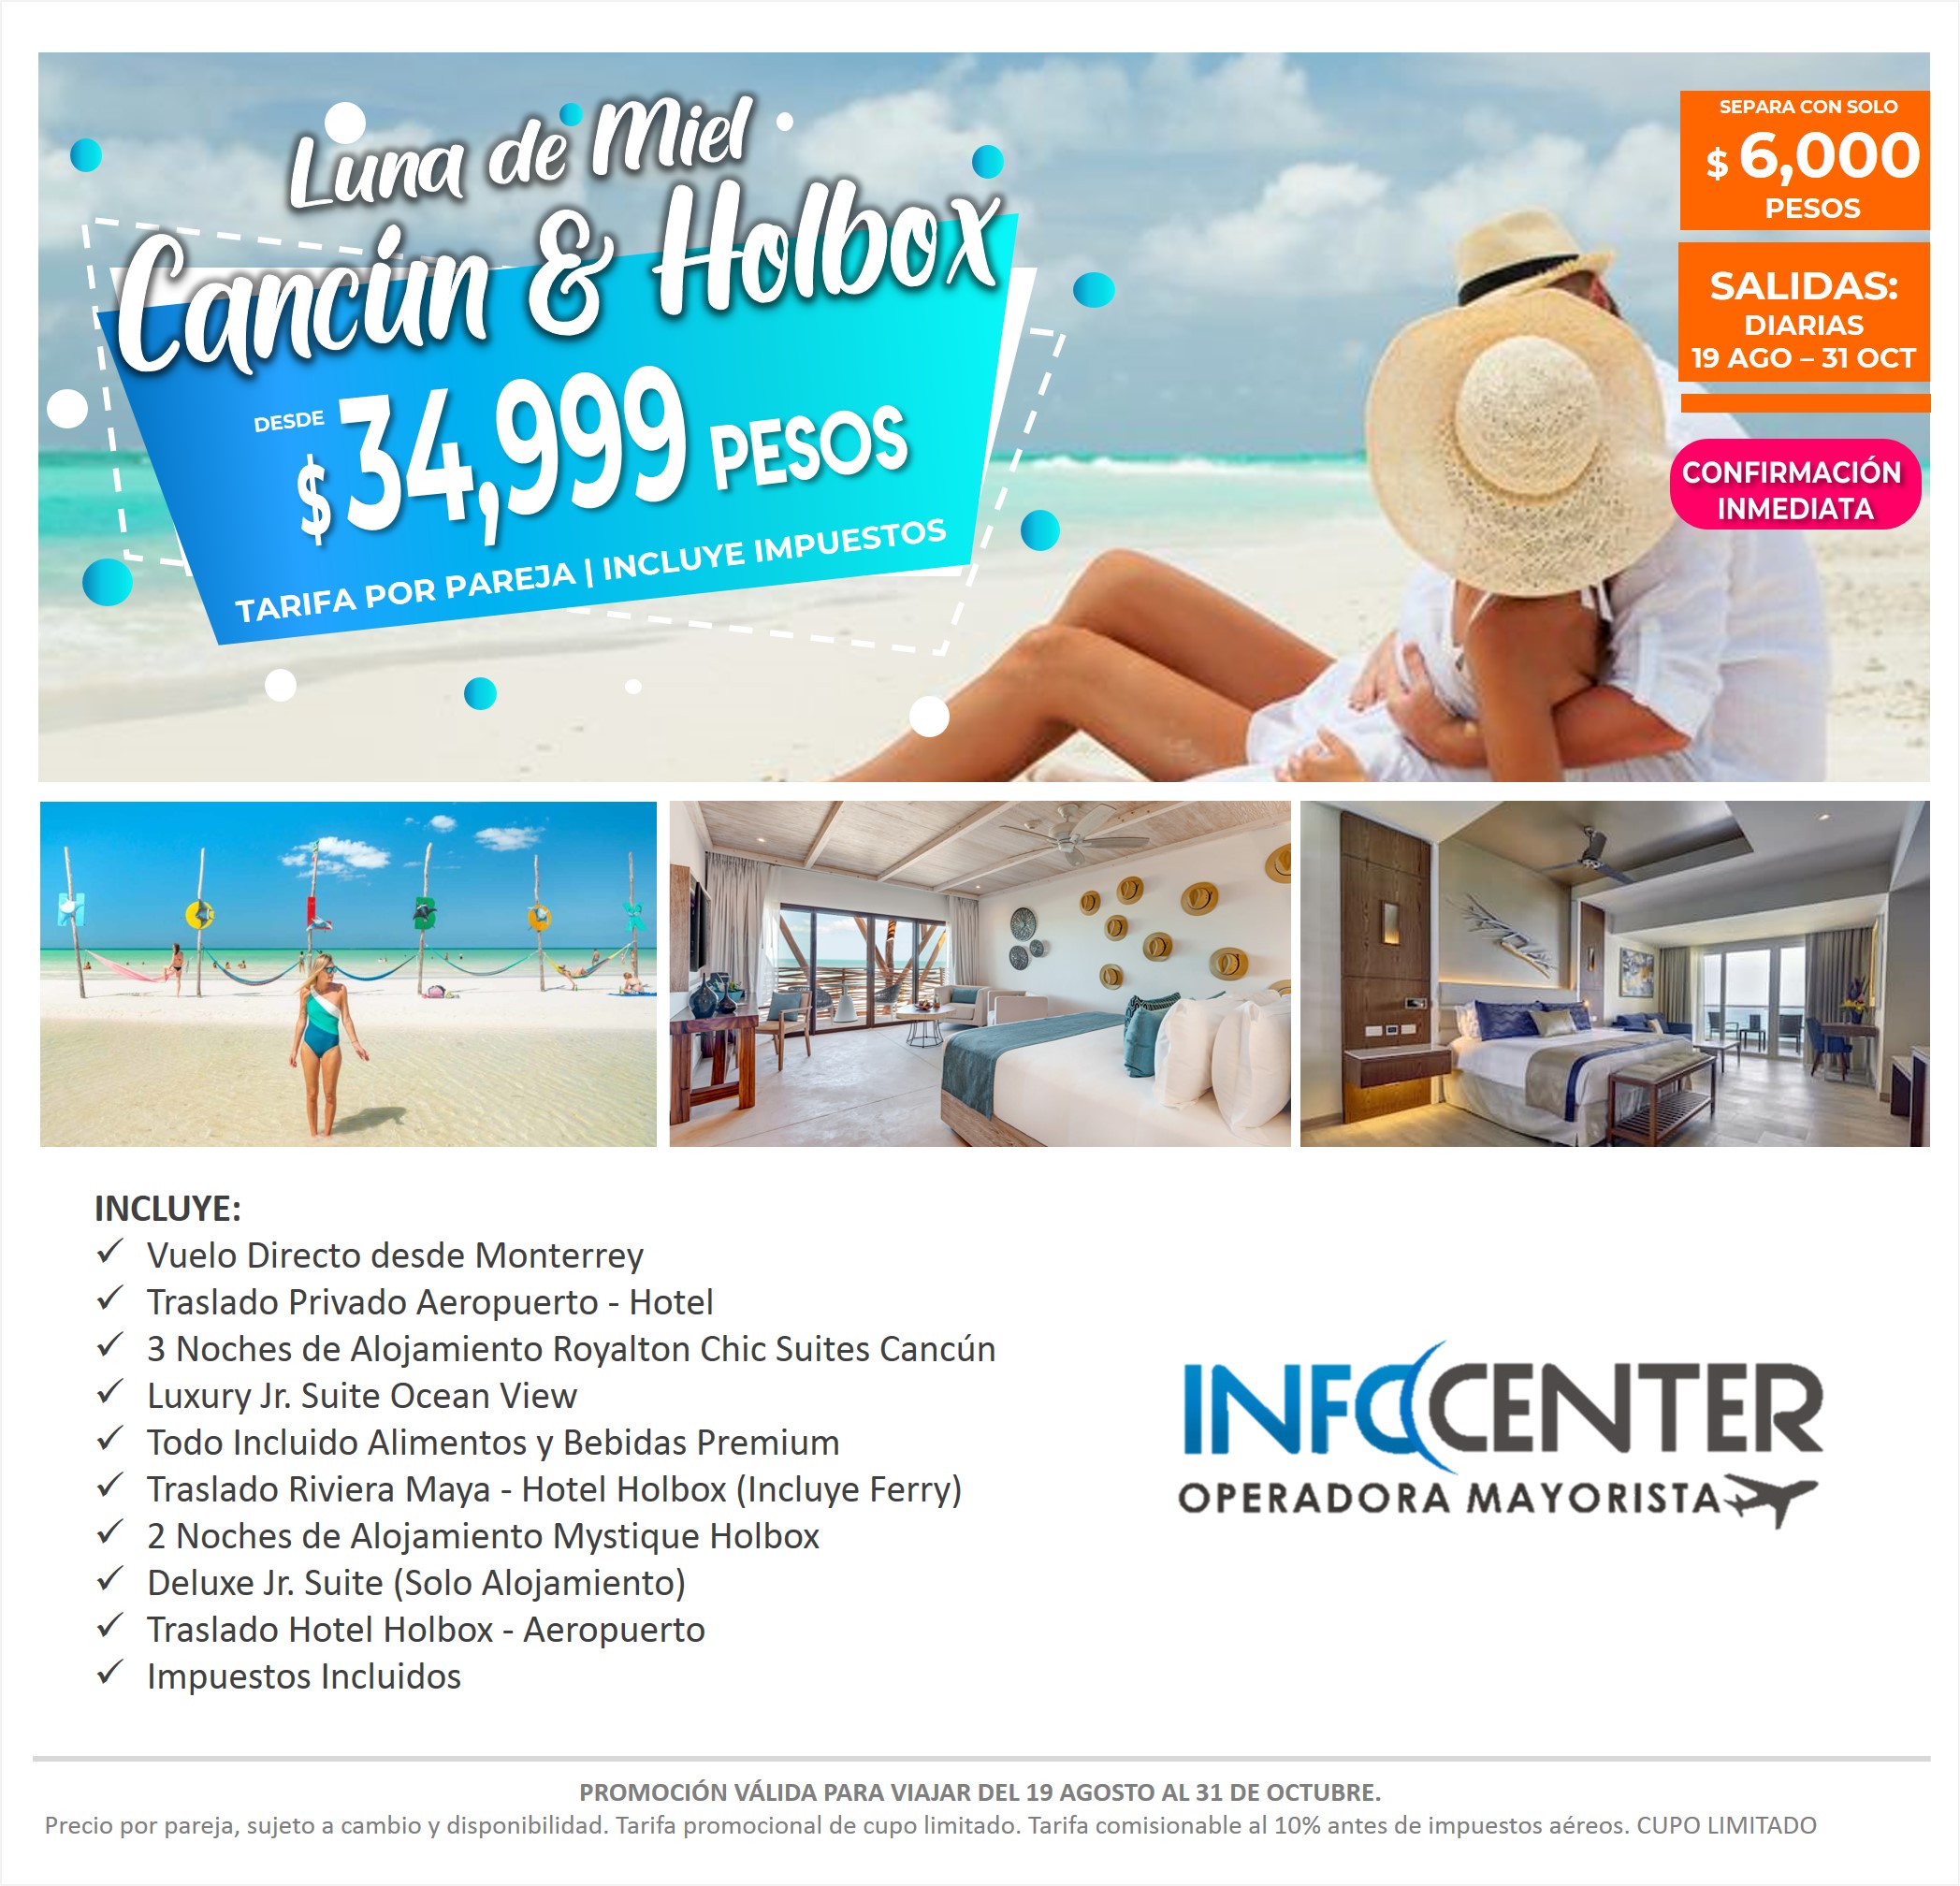 Luna de Miel
Cancún & Holbox
DESDE
$ 34,999 PESOS
TARIFA POR PAREJA | INCLUYE IMPUESTOS
SEPARA CON SOLO
$ 6,000
PESOS
SALIDAS:
DIARIAS
19 AGO – 31 OCT
CONFIRMACIÓN
INMEDIATA
H O L B O X
INCLUYE:
✓ Vuelo Directo desde Monterrey
✓ Traslado Privado Aeropuerto - Hotel
✓ 3 Noches de Alojamiento Royalton Chic Suites Cancún
✓ Luxury Jr. Suite Ocean View
✓ Todo Incluido Alimentos y Bebidas Premium
✓ Traslado Riviera Maya - Hotel Holbox (Incluye Ferry)
✓ 2 Noches de Alojamiento Mystique Holbox
✓ Deluxe Jr. Suite (Solo Alojamiento)
✓ Traslado Hotel Holbox - Aeropuerto
✓ Impuestos Incluidos
INFOCENTER
OPERADORA MAYORISTA
PROMOCIÓN VÁLIDA PARA VIAJAR DEL 19 AGOSTO AL 31 DE OCTUBRE.
Precio por pareja, sujeto a cambio y disponibilidad. Tarifa promocional de cupo limitado. Tarifa comisionable al 10% antes de impuestos aéreos. CUPO LIMITADO